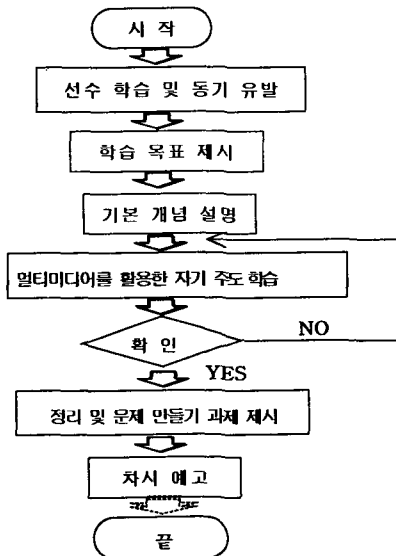 시 작
선수 학습 및 동기 유발
학습 목표 제시
기본 개념 설명
멀티미디어를 활용한 자기 주도 학습
확 인
NO
YES
정리 및 문제 만들기 과제 제시
차시 예고
끝